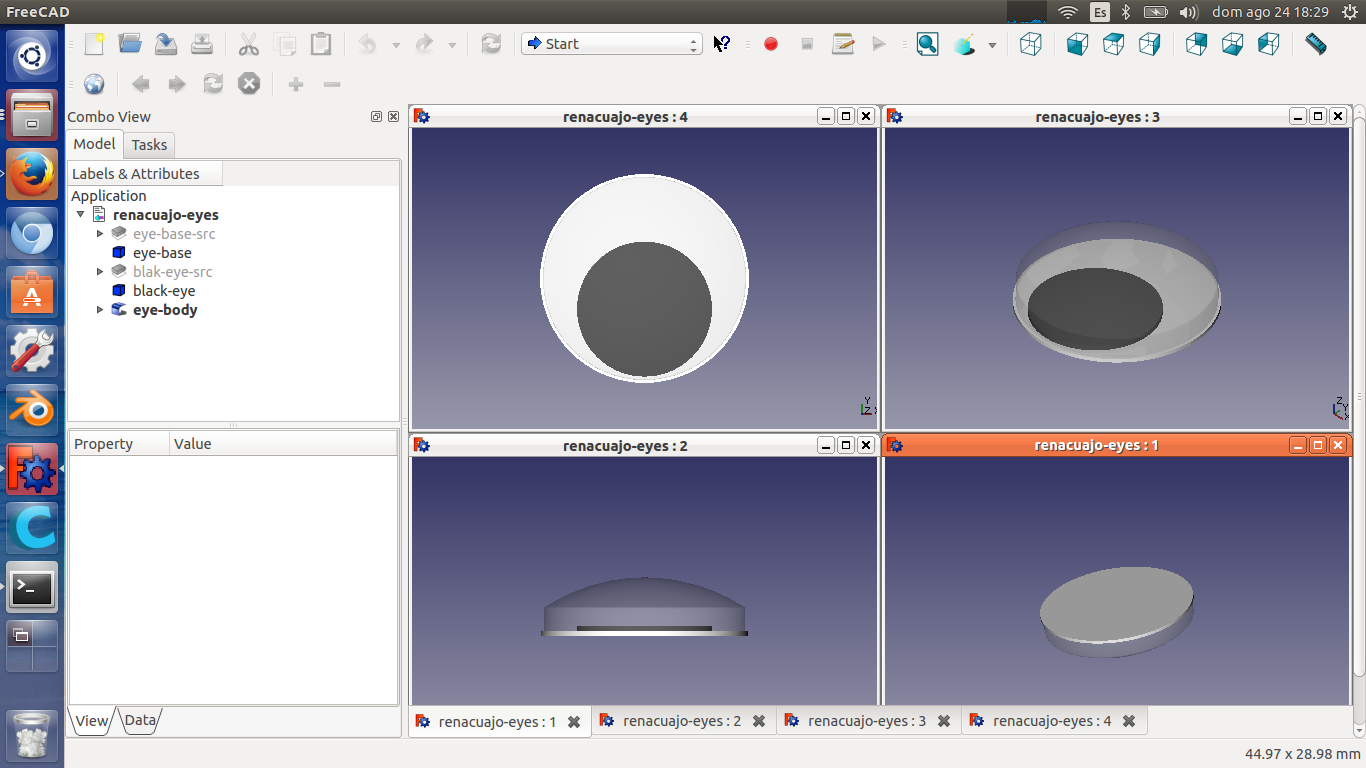 FreeCAD
Es
dom ago 24 18:29
Start
Combo View
Model
Tasks
Labels & Attributes
Application
renacuajo-eyes
eye-base-src
eye-base
blak-eye-src
black-eye
eye-body
Property
Value
View
Data
renacuajo-eyes : 4
renacuajo-eyes : 3
Y
Z
X
Z
Y
X
renacuajo-eyes : 2
renacuajo-eyes : 1
renacuajo-eyes : 1
renacuajo-eyes : 2
renacuajo-eyes : 3
renacuajo-eyes : 4
44.97 x 28.98 mm